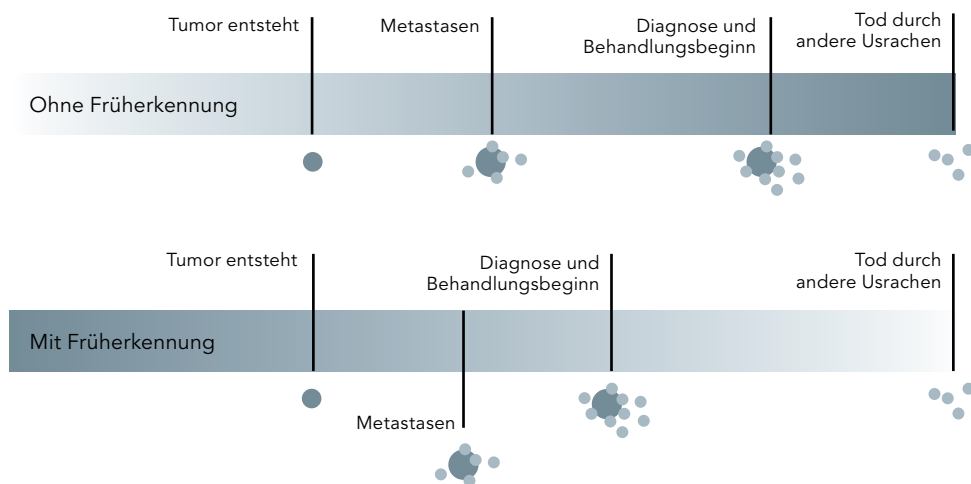 Tumor entsteht
Metastasen
Diagnose und
Behandlungsbeginn
Tod durch
andere Usrachen
Ohne Früherkennung
Tumor entsteht
Diagnose und
Behandlungsbeginn
Tod durch
andere Usrachen
Mit Früherkennung
Metastasen